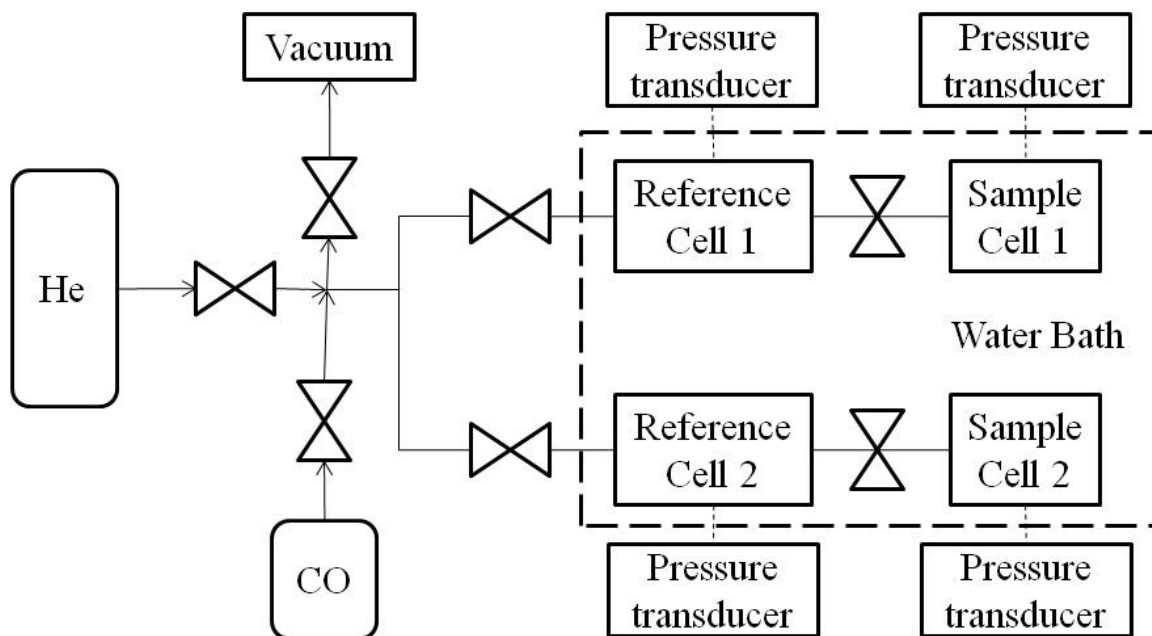 Vacuum
Pressure
transducer
Pressure
transducer
Reference
Cell 1
Sample
Cell 1
He
Water Bath
Reference
Cell 2
Sample
Cell 2
CO
Pressure
transducer
Pressure
transducer